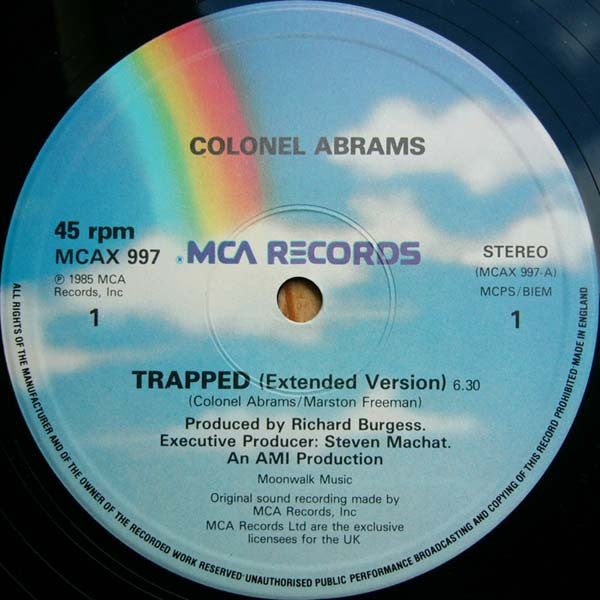 COLONEL ABRAMS
45 rpm
MCAX 997
℗ 1985 MCA
Records, Inc
1
MCA RECORDS
STEREO
(MCAX 997-A)
MCPS/BIEM
1
TRAPPED (Extended Version) 6.30
(Colonel Abrams/Marston Freeman)
Produced by Richard Burgess.
Executive Producer: Steven Machat.
An AMI Production
Moonwalk Music
Original sound recording made by
MCA Records, Inc
MCA Records Ltd are the exclusive
licensees for the UK
ALL RIGHTS OF THE MANUFACTURER AND OF THE OWNER OF THE RECORDED WORK RESERVED·UNAUTHORISED PUBLIC PERFORMANCE BROADCASTING AND COPYING OF THIS RECORD PROHIBITED·MADE IN ENGLAND